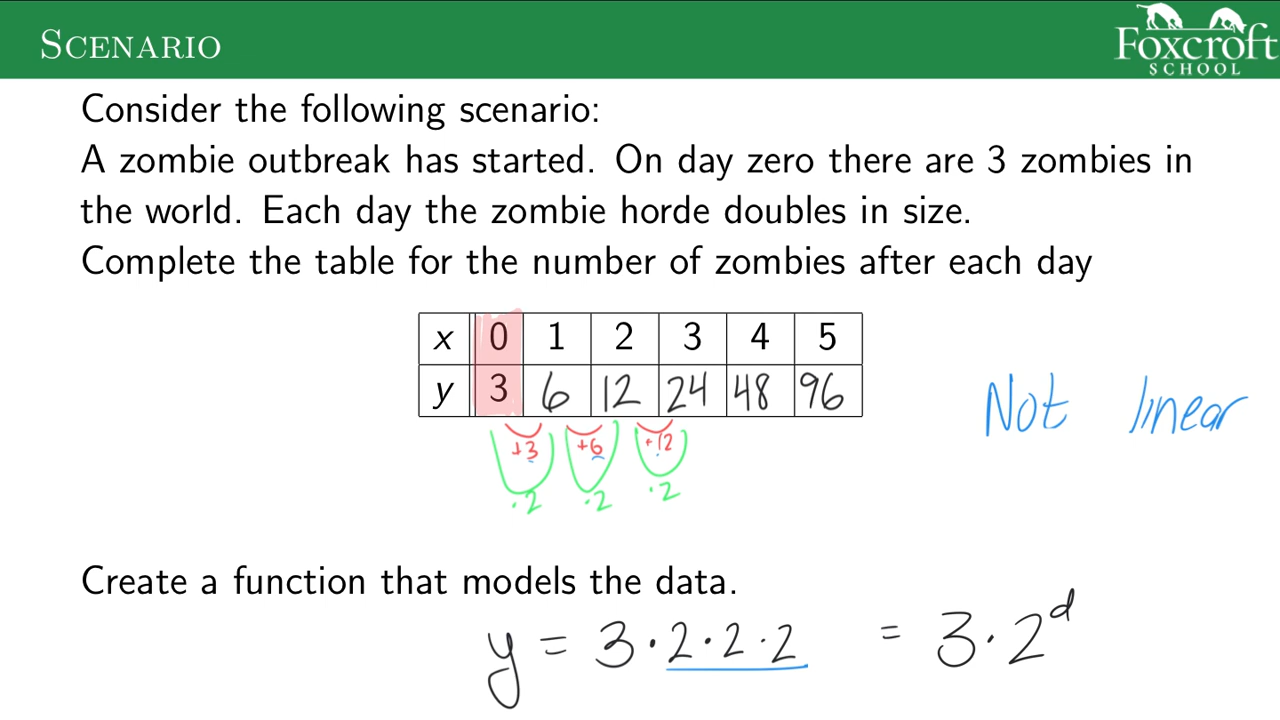 SCENARIO
Foxcroft
SCHOOL
Consider the following scenario:
A zombie outbreak has started. On day zero there are 3 zombies in
the world. Each day the zombie horde doubles in size.
Complete the table for the number of zombies after each day
x 0 1 2 3 4 5
y 3 6 12 24 48 96
Not linear
+3 +6 +12
·2 ·2 ·2
Create a function that models the data.
y = 3·2·2·2 = 3·2^d